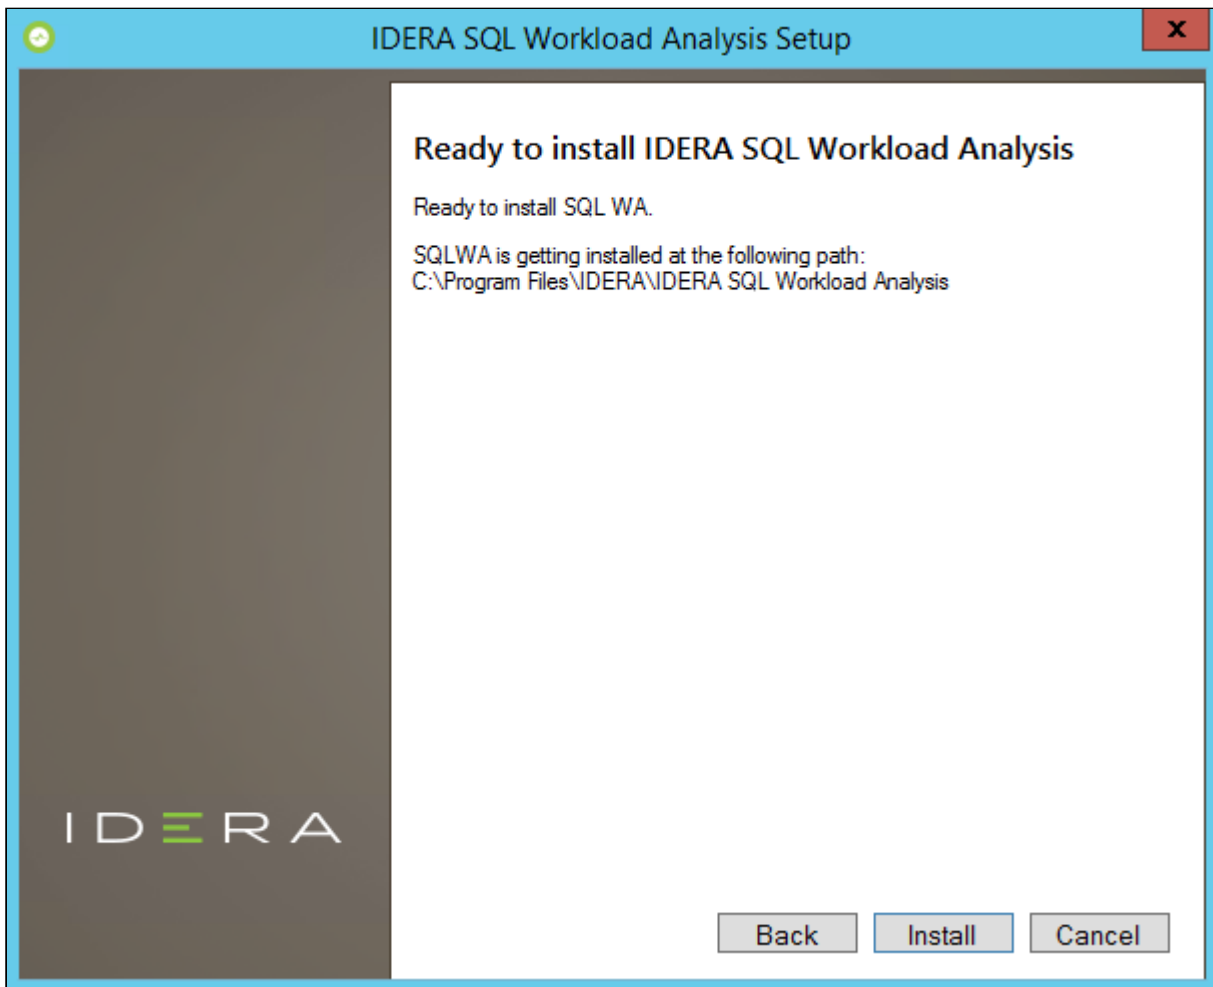 IDERA SQL Workload Analysis Setup
x
Ready to install IDERA SQL Workload Analysis
Ready to install SQL WA.
SQLWA is getting installed at the following path:
C:\Program Files\IDERA\IDERA SQL Workload Analysis
IDERA
Back
Install
Cancel